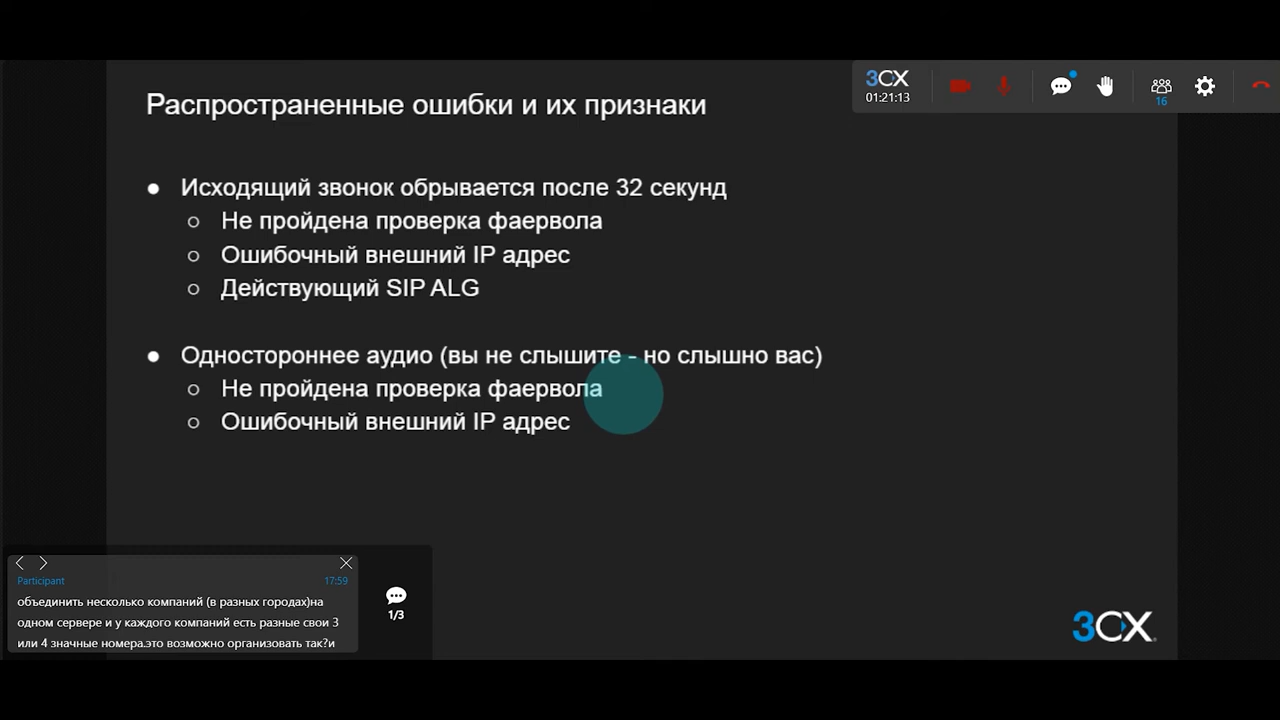 Распространенные ошибки и их признаки
3CX
01:21:13
16
● Исходящий звонок обрывается после 32 секунд
○ Не пройдена проверка фаервола
○ Ошибочный внешний IP адрес
○ Действующий SIP ALG
● Одностороннее аудио (вы не слышите - но слышно вас)
○ Не пройдена проверка фаервола
○ Ошибочный внешний IP адрес
Participant 17:59
объединить несколько компаний (в разных городах)на
одном сервере и у каждого компаний есть разные свои 3
или 4 значные номера.это возможно организовать так?и
1/3
3CX